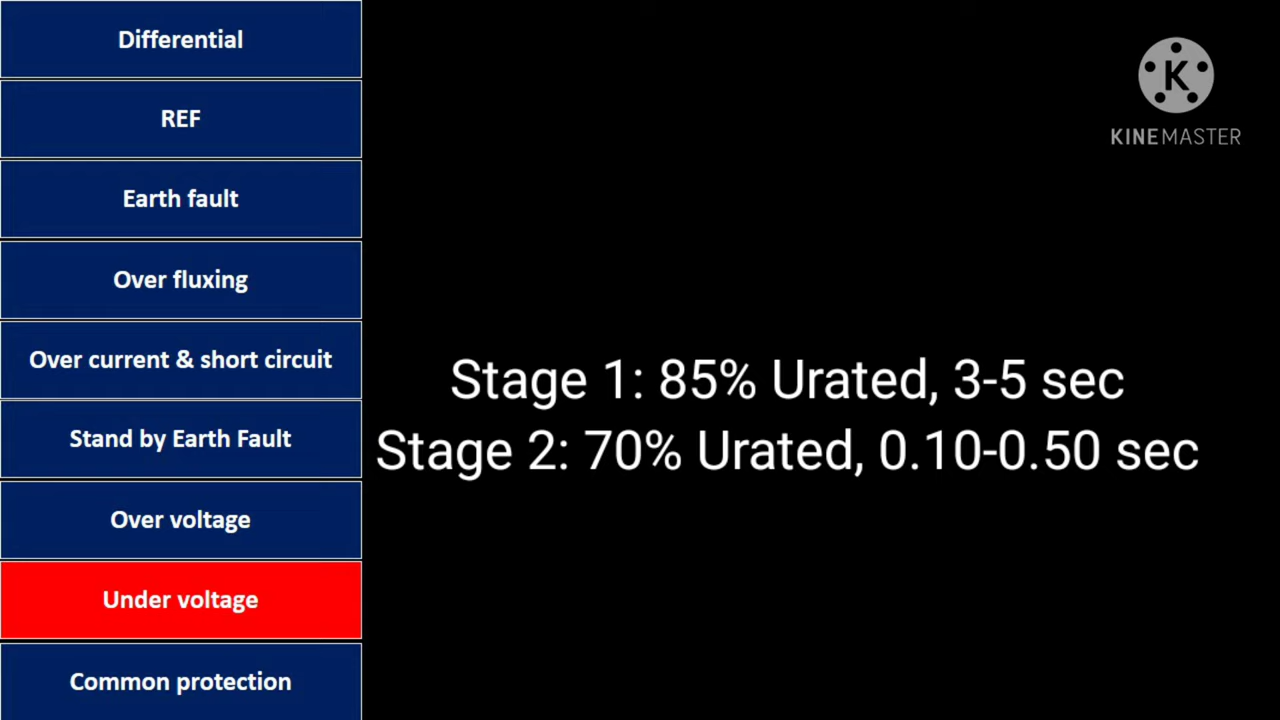 Differential
REF
Earth fault
Over fluxing
Over current & short circuit
Stand by Earth Fault
Over voltage
Under voltage
Common protection
K
KINEMASTER
Stage 1: 85% Urated, 3-5 sec
Stage 2: 70% Urated, 0.10-0.50 sec